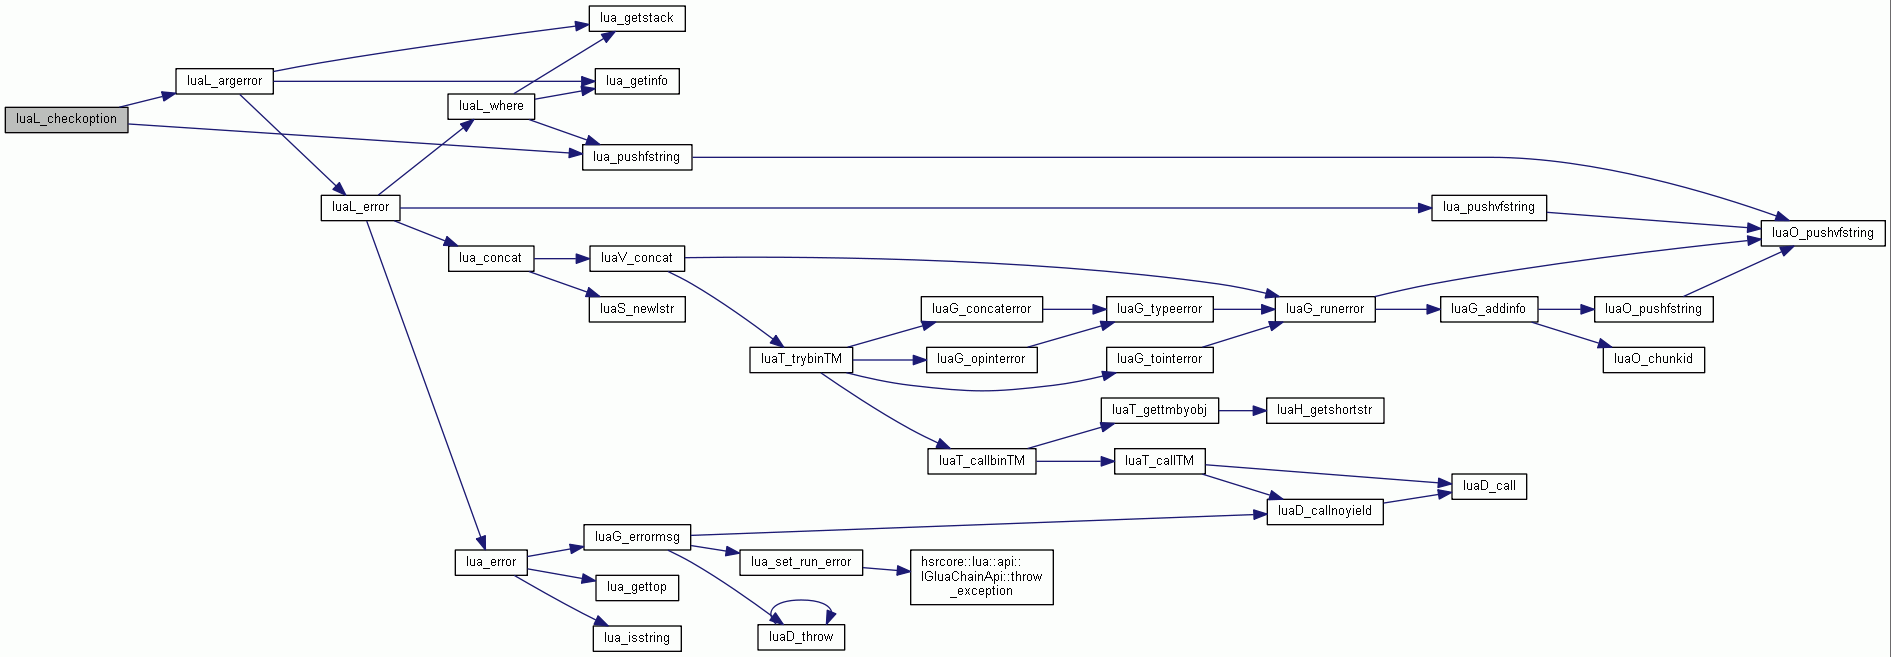 lua_getstack
luaL_argerror
lua_getinfo
luaL_where
luaL_checkoption
lua_pushfstring
luaL_error
lua_pushvfstring
luaO_pushvfstring
lua_concat
luaV_concat
luaS_newlstr
luaG_concaterror
luaG_typeerror
luaG_runerror
luaG_addinfo
luaO_pushfstring
luaT_trybinTM
luaG_opinterror
luaG_tointerror
luaO_chunkid
luaT_gettmbyobj
luaH_getshortstr
luaT_callbinTM
luaT_callTM
luaD_call
luaD_callnoyield
luaG_errormsg
lua_error
lua_set_run_error
hsrcore::lua::api::
IGluaChainApi::throw
_exception
lua_gettop
lua_isstring
luaD_throw